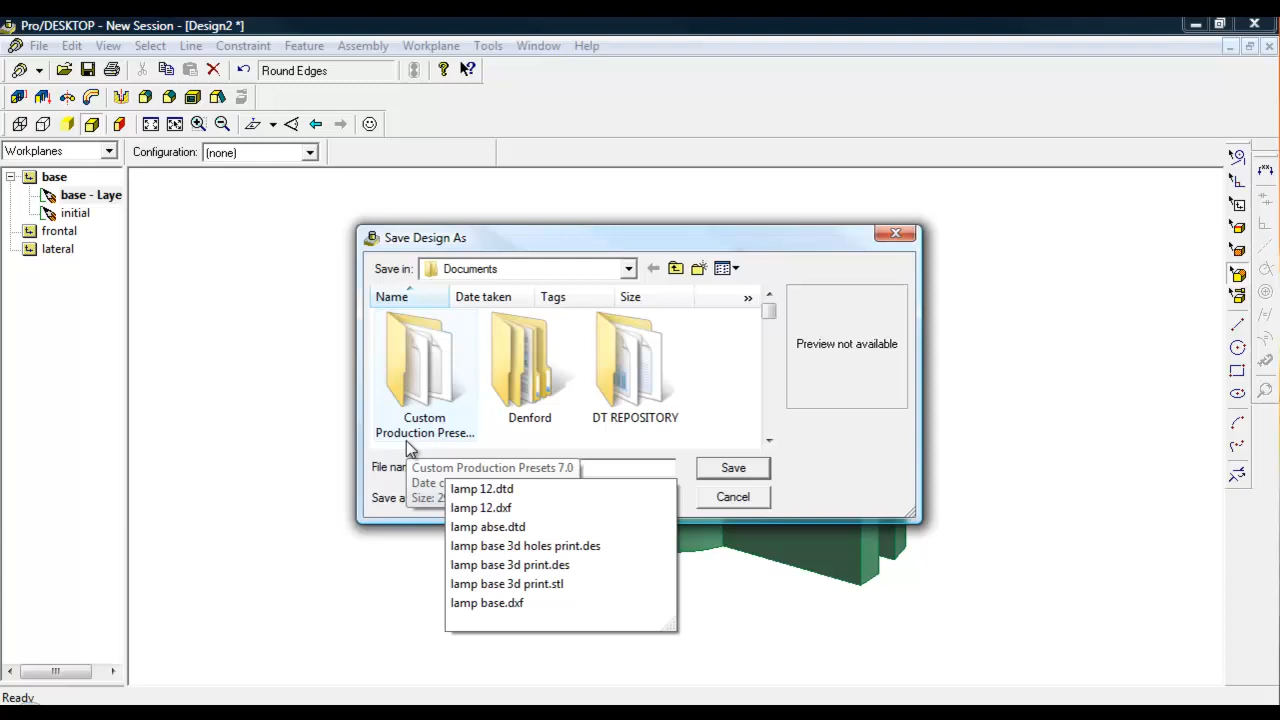 Pro/DESKTOP - New Session - [Design2 *]
File Edit View Select Line Constraint Feature Assembly Workplane Tools Window Help
Round Edges
Workplanes Configuration: (none)
base
base - Laye
initial
frontal
lateral
Save Design As
Save in: Documents
Name Date taken Tags Size »
Preview not available
Custom Production Prese...
Denford
DT REPOSITORY
File nar
Custom Production Presets 7.0
Save
Date c
Save a
Size: 2
Cancel
lamp 12.dtd
lamp 12.dxf
lamp abse.dtd
lamp base 3d holes print.des
lamp base 3d print.des
lamp base 3d print.stl
lamp base.dxf
Ready